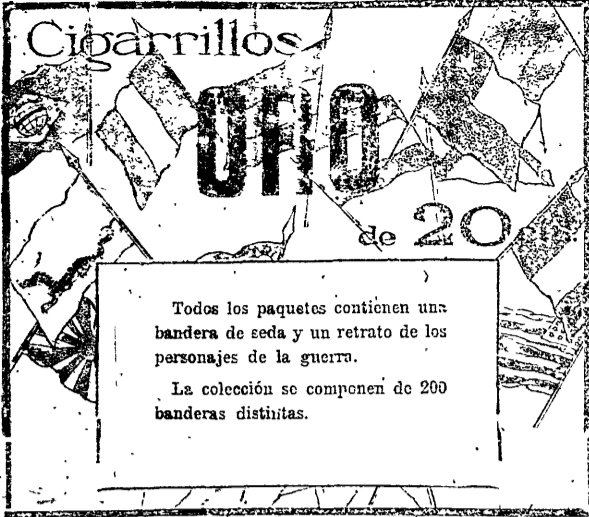 Cigarrillos
ORO
de 20
Todos los paquetes contienen una
bandera de seda y un retrato de los
personajes de la guerra.
La colección se componen de 200
banderas distintas.